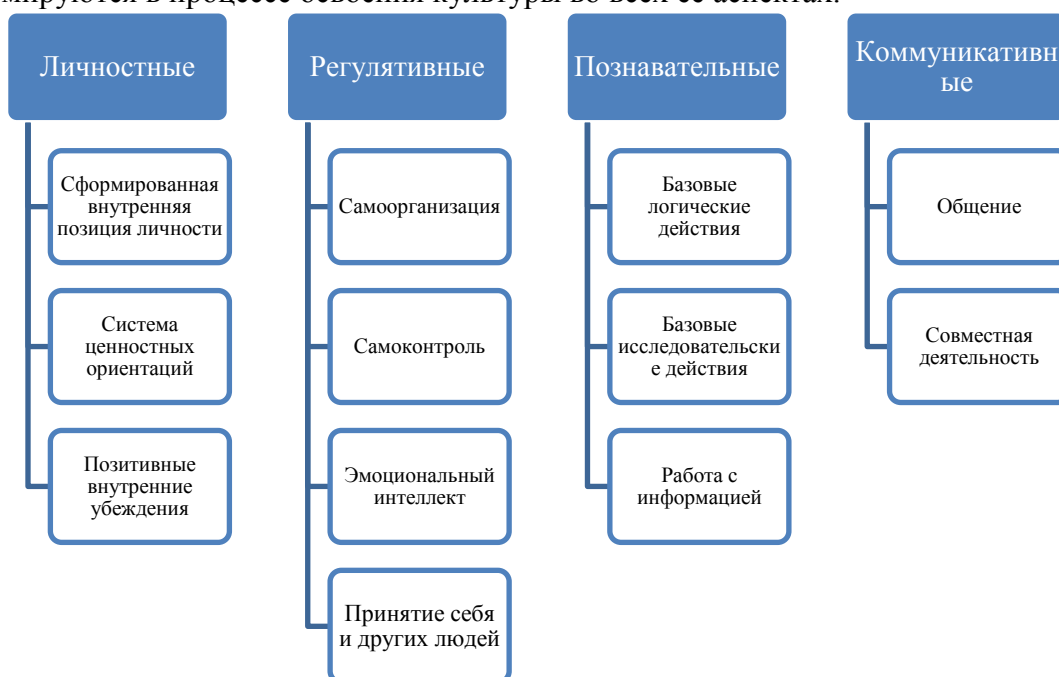 мируются в процессе освоения культуры во всех ее аспектах.
Личностные
Сформированная
внутренняя
позиция личности
Система
ценностных
ориентаций
Позитивные
внутренние
убеждения
Регулятивные
Самоорганизация
Самоконтроль
Эмоциональный
интеллект
Принятие себя
и других людей
Познавательные
Базовые
логические
действия
Базовые
исследовательски
е действия
Работа с
информацией
Коммуникативн
ые
Общение
Совместная
деятельность